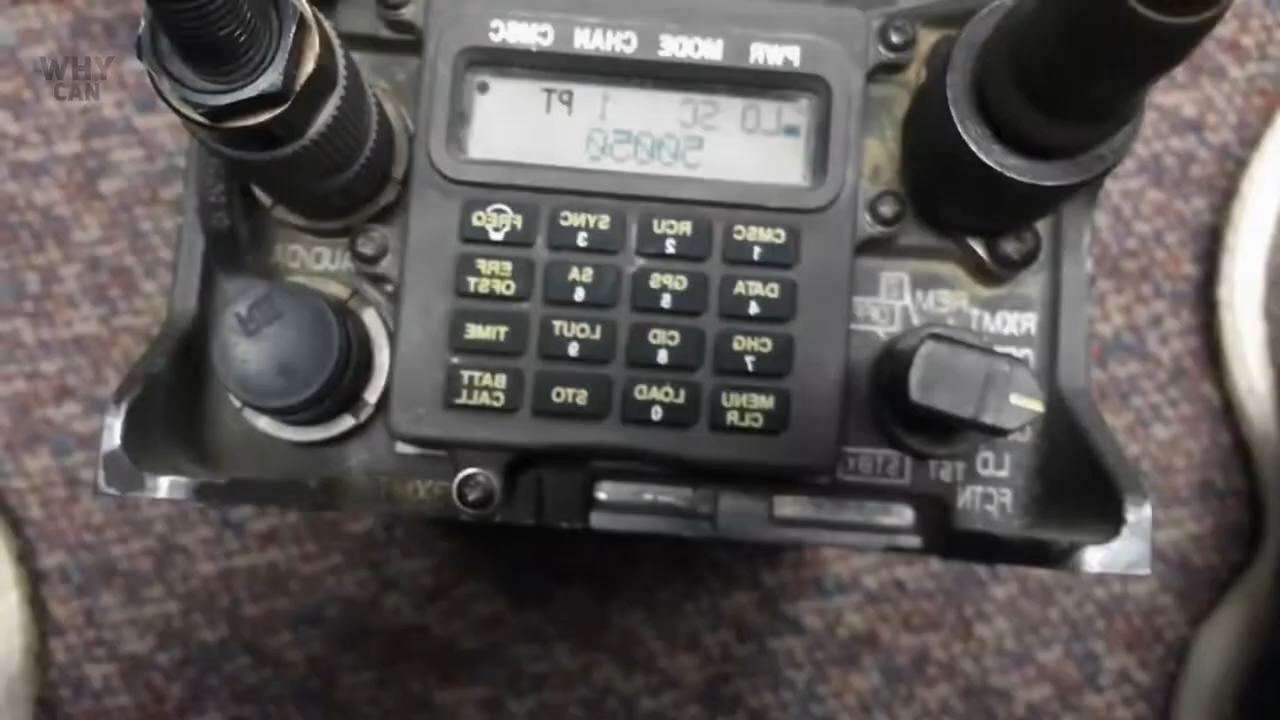 WHY
CAN
PWR MODE CHAN CMSC
LO SC 1 PT
50050
CMSC 1 RCU 2 SYNC 3 FREQ
DATA 4 GPS 5 SA 6 ERF OFST
CHG 7 CID 8 LOUT 9 TIME
MENU CLR LOAD 0 STO BATT CALL
RXMT
REM
LD
TST
STBY
FCTN